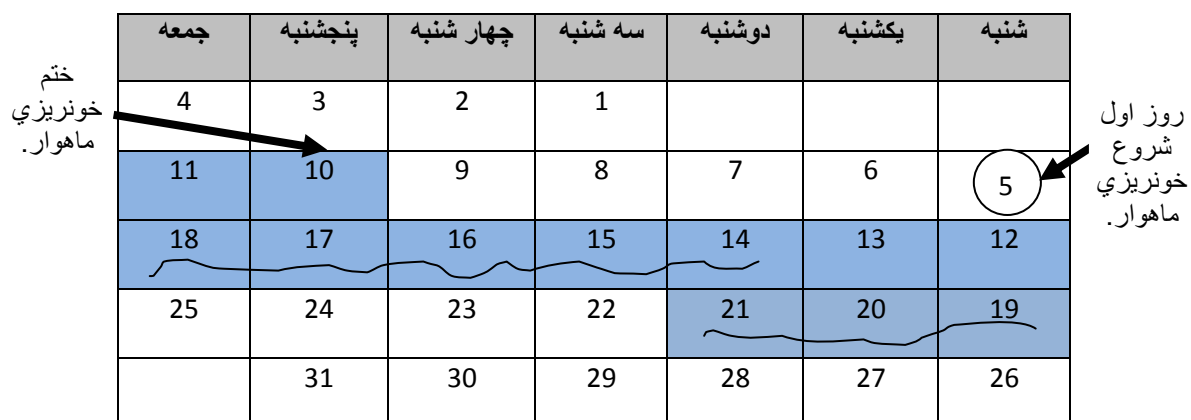 شنبه يکشنبه دوشنبه سه شنبه چهار شنبه پنجشنبه جمعه
1 2 3 4
5 6 7 8 9 10 11
12 13 14 15 16 17 18
19 20 21 22 23 24 25
26 27 28 29 30 31
روز اول
شروع
خونريزي
ماهوار.
ختم
خونريزي
ماهوار.